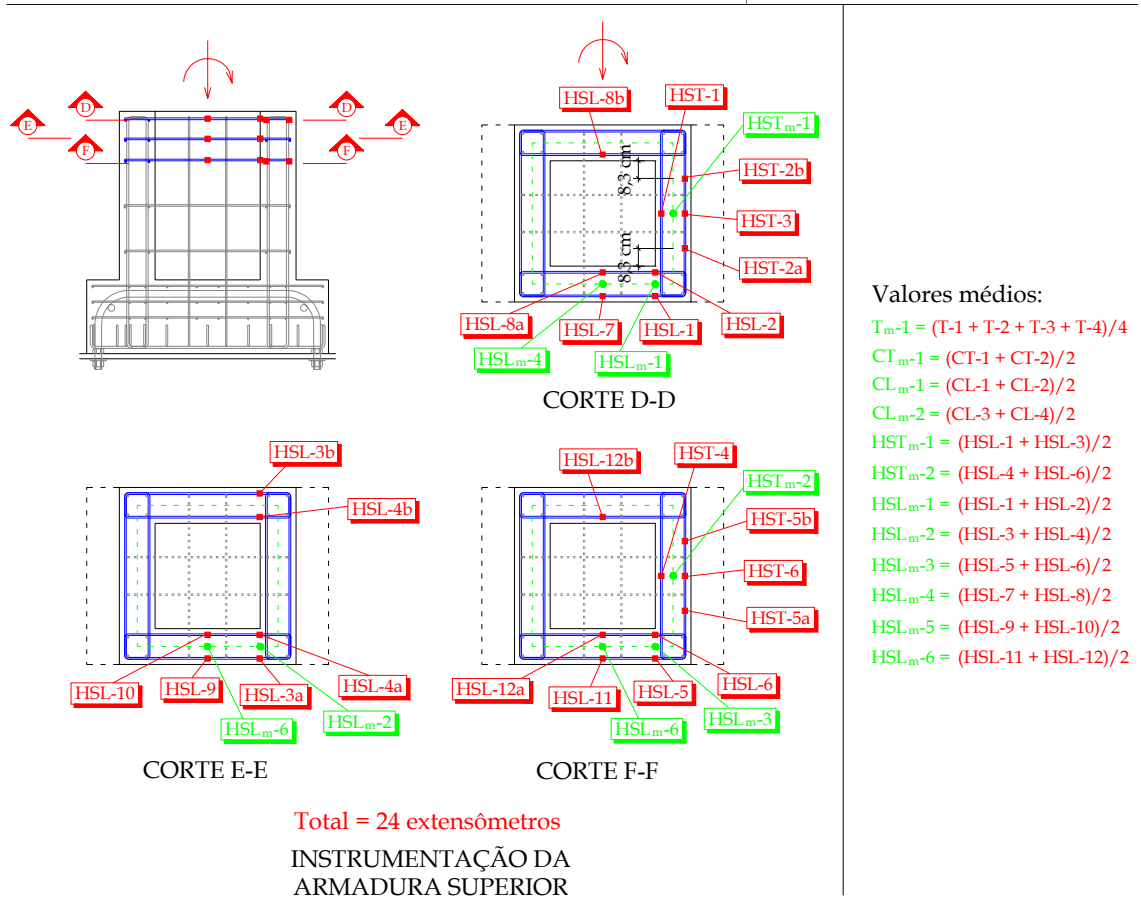 D
D
E
E
F
F
HSL-8b
HST-1
HSTm-1
HST-2b
HST-3
HST-2a
8,3 cm
8,3 cm
HSL-8a
HSL-7
HSL-1
HSL-2
HSLm-4
HSLm-1
CORTE D-D
HSL-3b
HSL-4b
HSL-10
HSL-9
HSL-3a
HSL-4a
HSLm-6
HSLm-2
CORTE E-E
HSL-12b
HST-4
HSTm-2
HST-5b
HST-6
HST-5a
HSL-12a
HSL-11
HSL-5
HSL-6
HSLm-6
HSLm-3
CORTE F-F
Total = 24 extensômetros
INSTRUMENTAÇÃO DA
ARMADURA SUPERIOR
Valores médios:
Tm-1 = (T-1 + T-2 + T-3 + T-4)/4
CTm-1 = (CT-1 + CT-2)/2
CLm-1 = (CL-1 + CL-2)/2
CLm-2 = (CL-3 + CL-4)/2
HSTm-1 = (HSL-1 + HSL-3)/2
HSTm-2 = (HSL-4 + HSL-6)/2
HSLm-1 = (HSL-1 + HSL-2)/2
HSLm-2 = (HSL-3 + HSL-4)/2
HSLm-3 = (HSL-5 + HSL-6)/2
HSLm-4 = (HSL-7 + HSL-8)/2
HSLm-5 = (HSL-9 + HSL-10)/2
HSLm-6 = (HSL-11 + HSL-12)/2